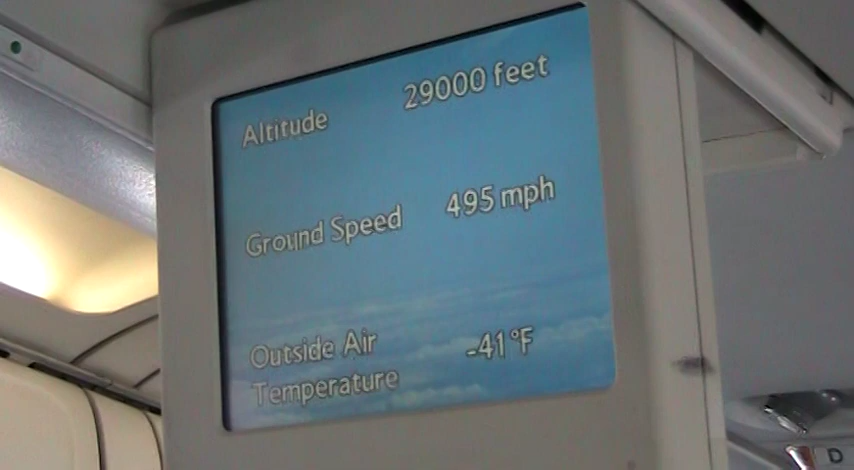 Altitude 29000 feet
Ground Speed 495 mph
Outside Air
Temperature -41°F
D